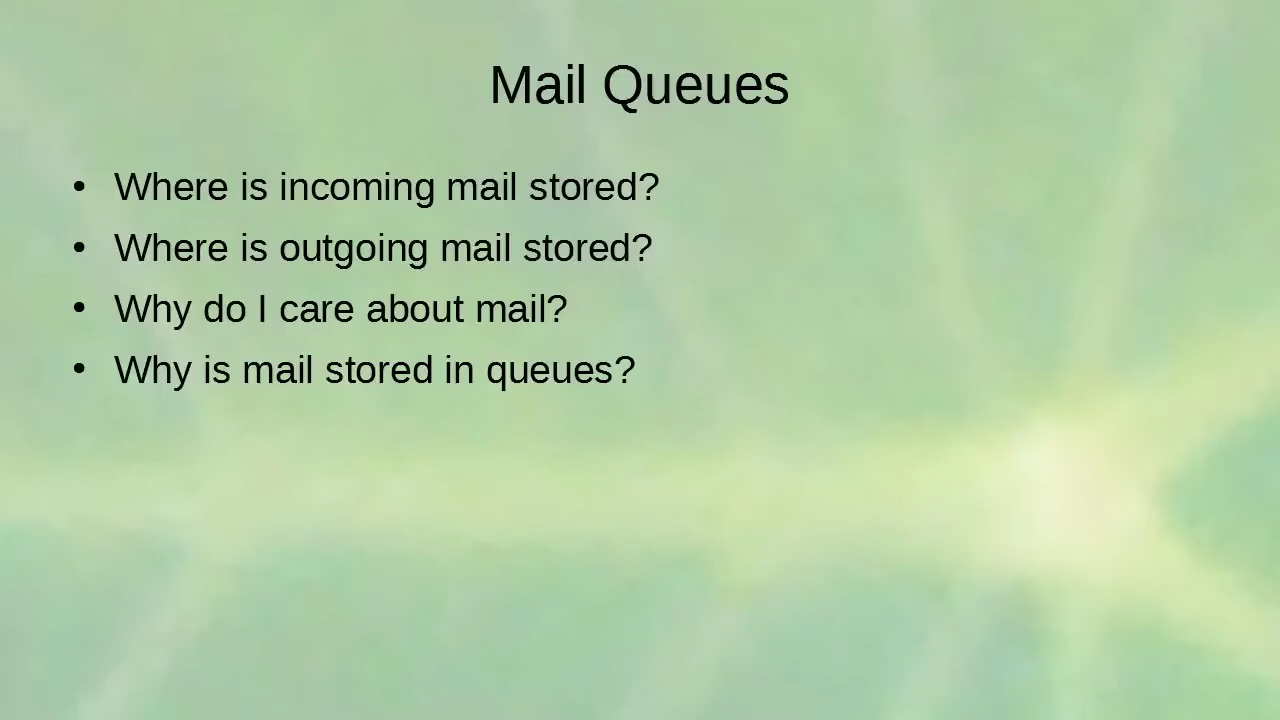 Mail Queues
• Where is incoming mail stored?
• Where is outgoing mail stored?
• Why do I care about mail?
• Why is mail stored in queues?